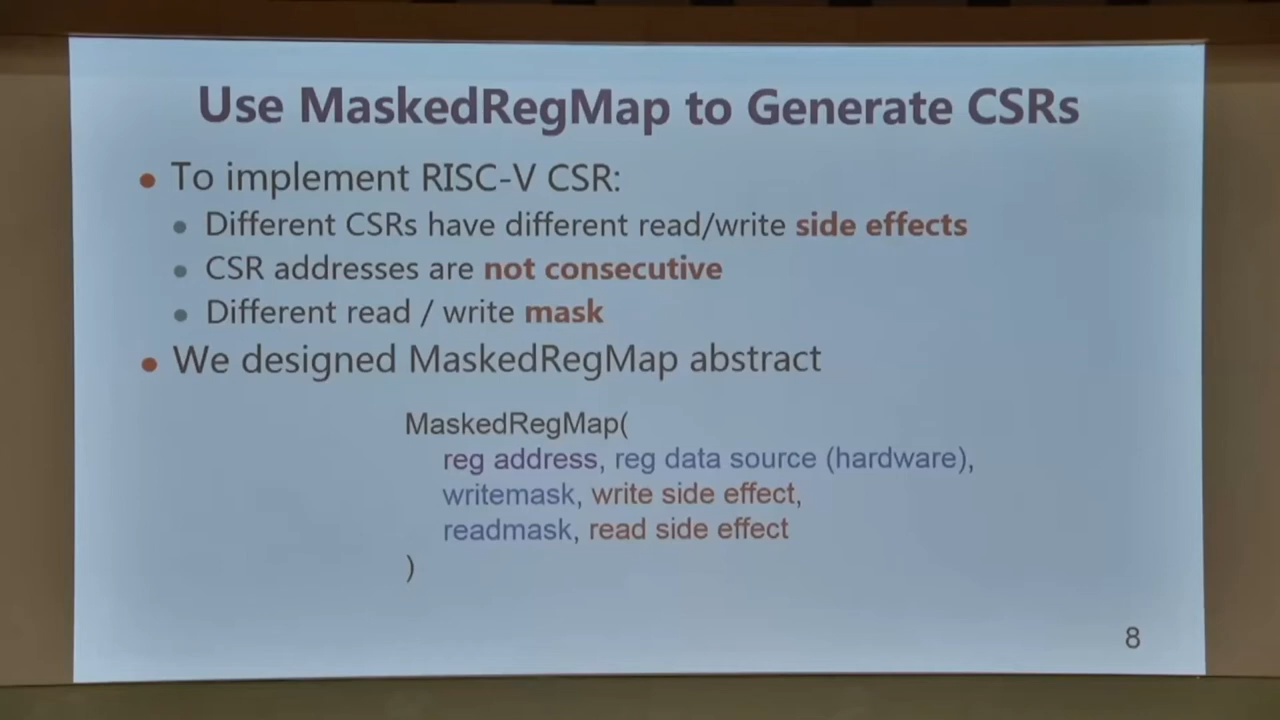 Use MaskedRegMap to Generate CSRs
• To implement RISC-V CSR:
• Different CSRs have different read/write side effects
• CSR addresses are not consecutive
• Different read / write mask
• We designed MaskedRegMap abstract
MaskedRegMap(
reg address, reg data source (hardware),
writemask, write side effect,
readmask, read side effect
)
8